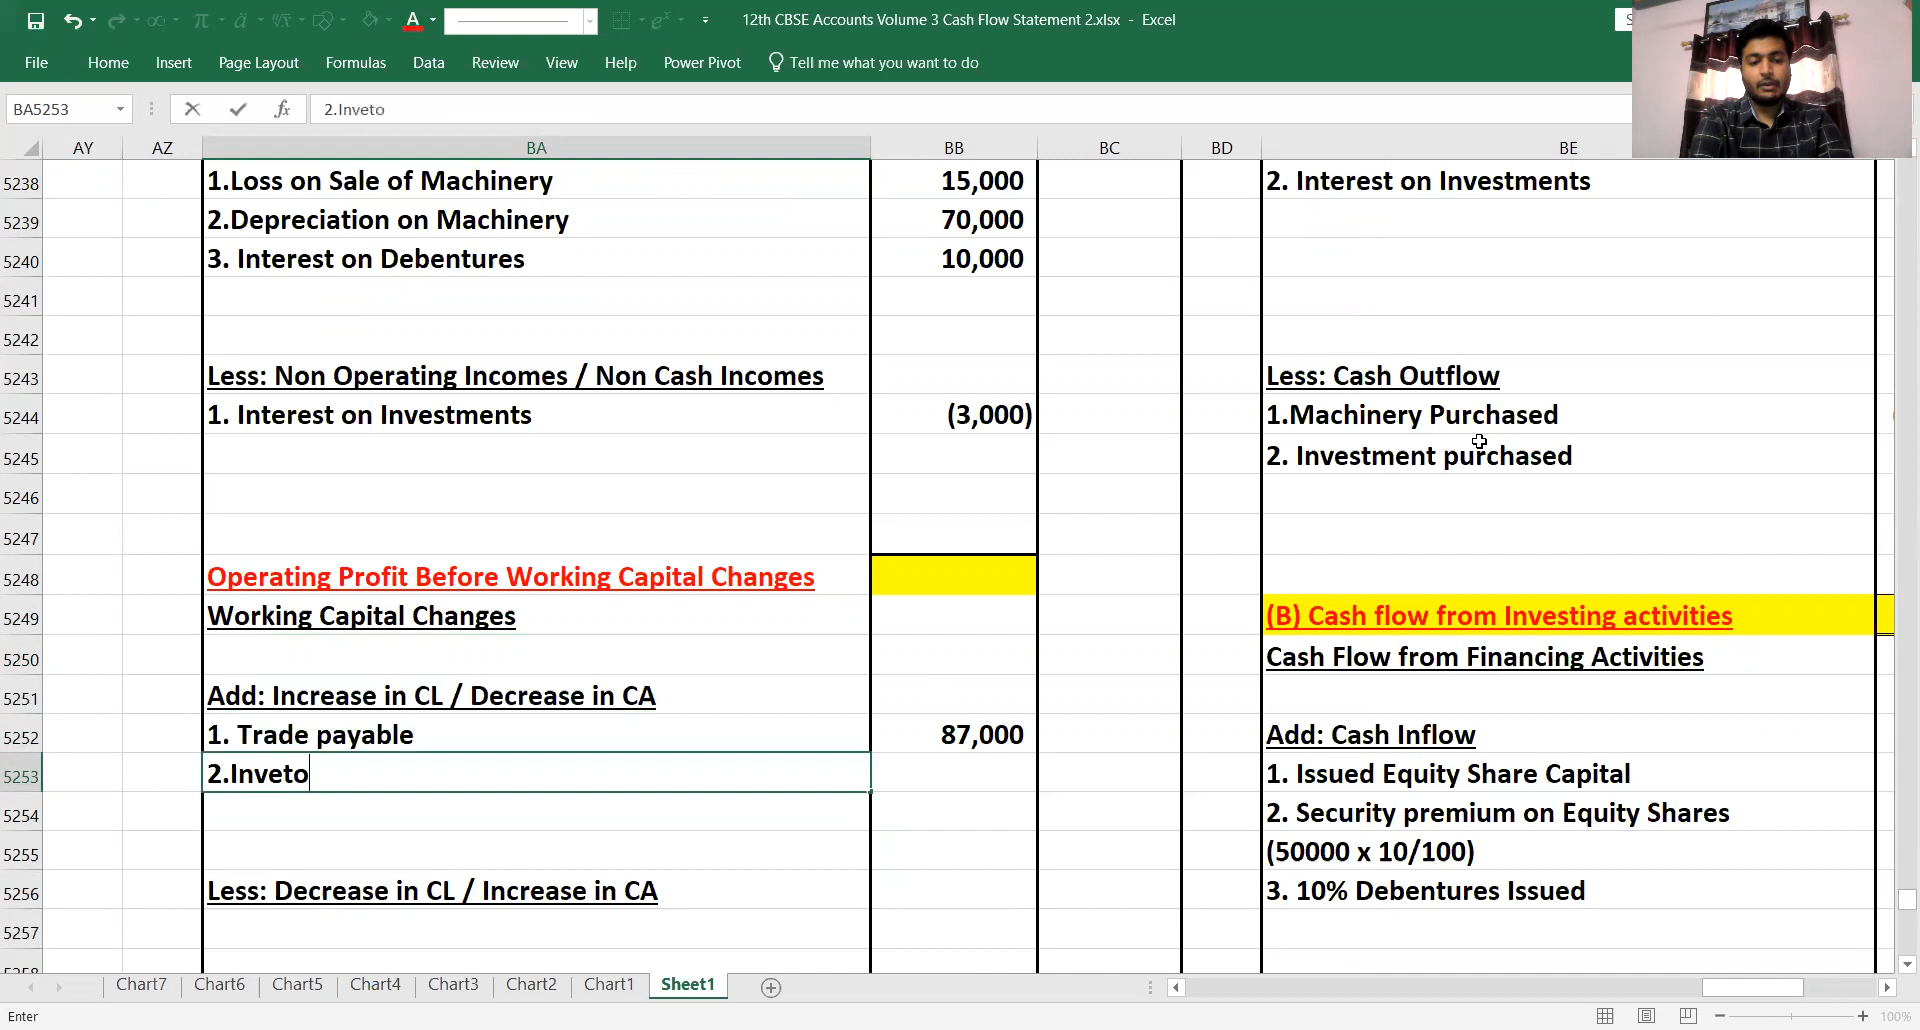 12th CBSE Accounts Volume 3 Cash Flow Statement 2.xlsx - Excel
File Home Insert Page Layout Formulas Data Review View Help Power Pivot Tell me what you want to do
BA5253 fx 2.Inveto
AY AZ BA BB BC BD BE
5238 1.Loss on Sale of Machinery 15,000 2. Interest on Investments
5239 2.Depreciation on Machinery 70,000
5240 3. Interest on Debentures 10,000
5241
5242
5243 Less: Non Operating Incomes / Non Cash Incomes Less: Cash Outflow
5244 1. Interest on Investments (3,000) 1.Machinery Purchased
5245 2. Investment purchased
5246
5247
5248 Operating Profit Before Working Capital Changes
5249 Working Capital Changes (B) Cash flow from Investing activities
5250 Cash Flow from Financing Activities
5251 Add: Increase in CL / Decrease in CA
5252 1. Trade payable 87,000 Add: Cash Inflow
5253 2.Inveto 1. Issued Equity Share Capital
5254 2. Security premium on Equity Shares
5255 (50000 x 10/100)
5256 Less: Decrease in CL / Increase in CA 3. 10% Debentures Issued
5257
5258
Chart7 Chart6 Chart5 Chart4 Chart3 Chart2 Chart1 Sheet1
Enter 100%